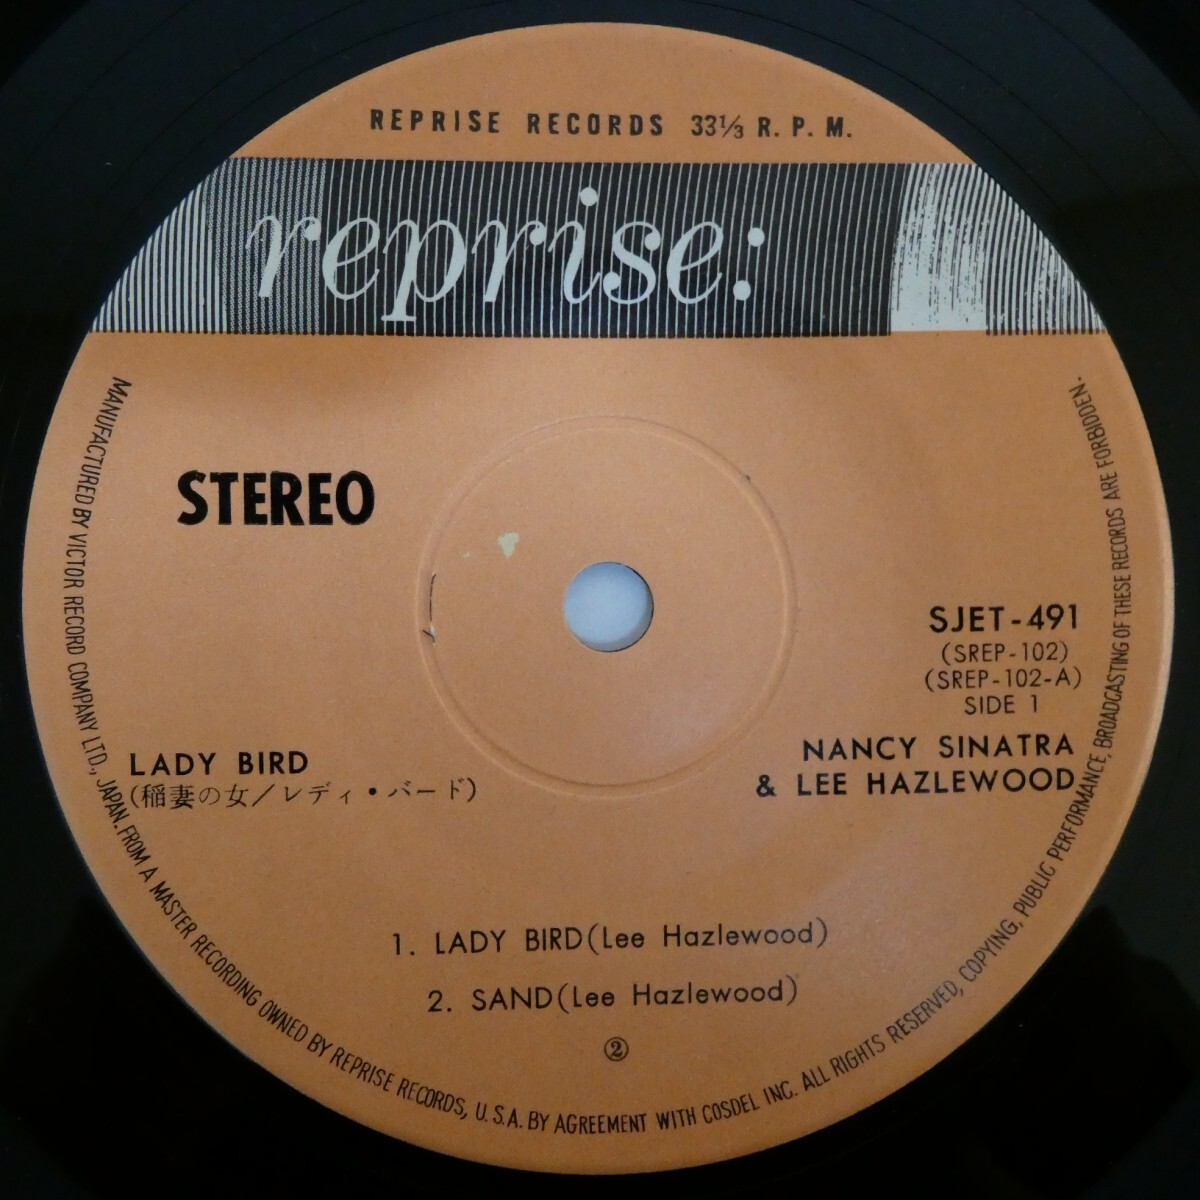 REPRISE RECORDS 33⅓ R. P. M.
reprise:
STEREO
SJET-491
(SREP-102)
(SREP-102-A)
SIDE 1
LADY BIRD
(稲妻の女／レディ・バード)
NANCY SINATRA
& LEE HAZLEWOOD
1. LADY BIRD (Lee Hazlewood)
2. SAND (Lee Hazlewood)
②
MANUFACTURED BY VICTOR RECORD COMPANY LTD., JAPAN. FROM A MASTER RECORDING OWNED BY REPRISE RECORDS, U.S.A. BY AGREEMENT WITH COSDEL INC. ALL RIGHTS RESERVED, COPYING, PUBLIC PERFORMANCE, BROADCASTING OF THESE RECORDS ARE FORBIDDEN.